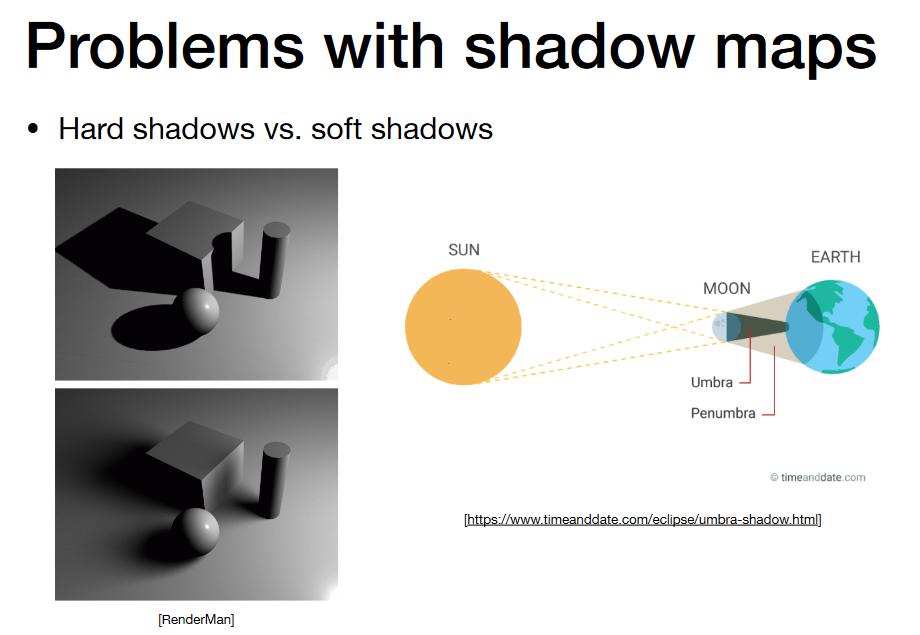 Problems with shadow maps
• Hard shadows vs. soft shadows
SUN
EARTH
MOON
Umbra
Penumbra
© timeanddate.com
[https://www.timeanddate.com/eclipse/umbra-shadow.html]
[RenderMan]